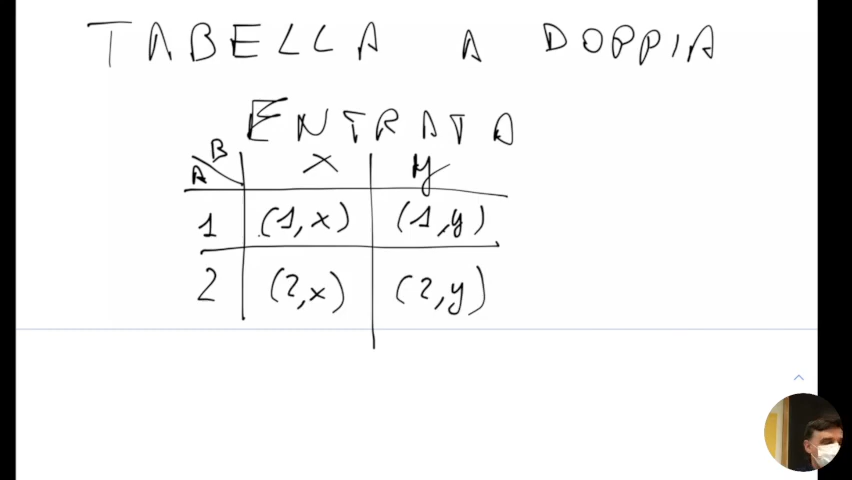 TABELLA A DOPPIA
ENTRATA
A B x y
1 (1,x) (1,y)
2 (2,x) (2,y)